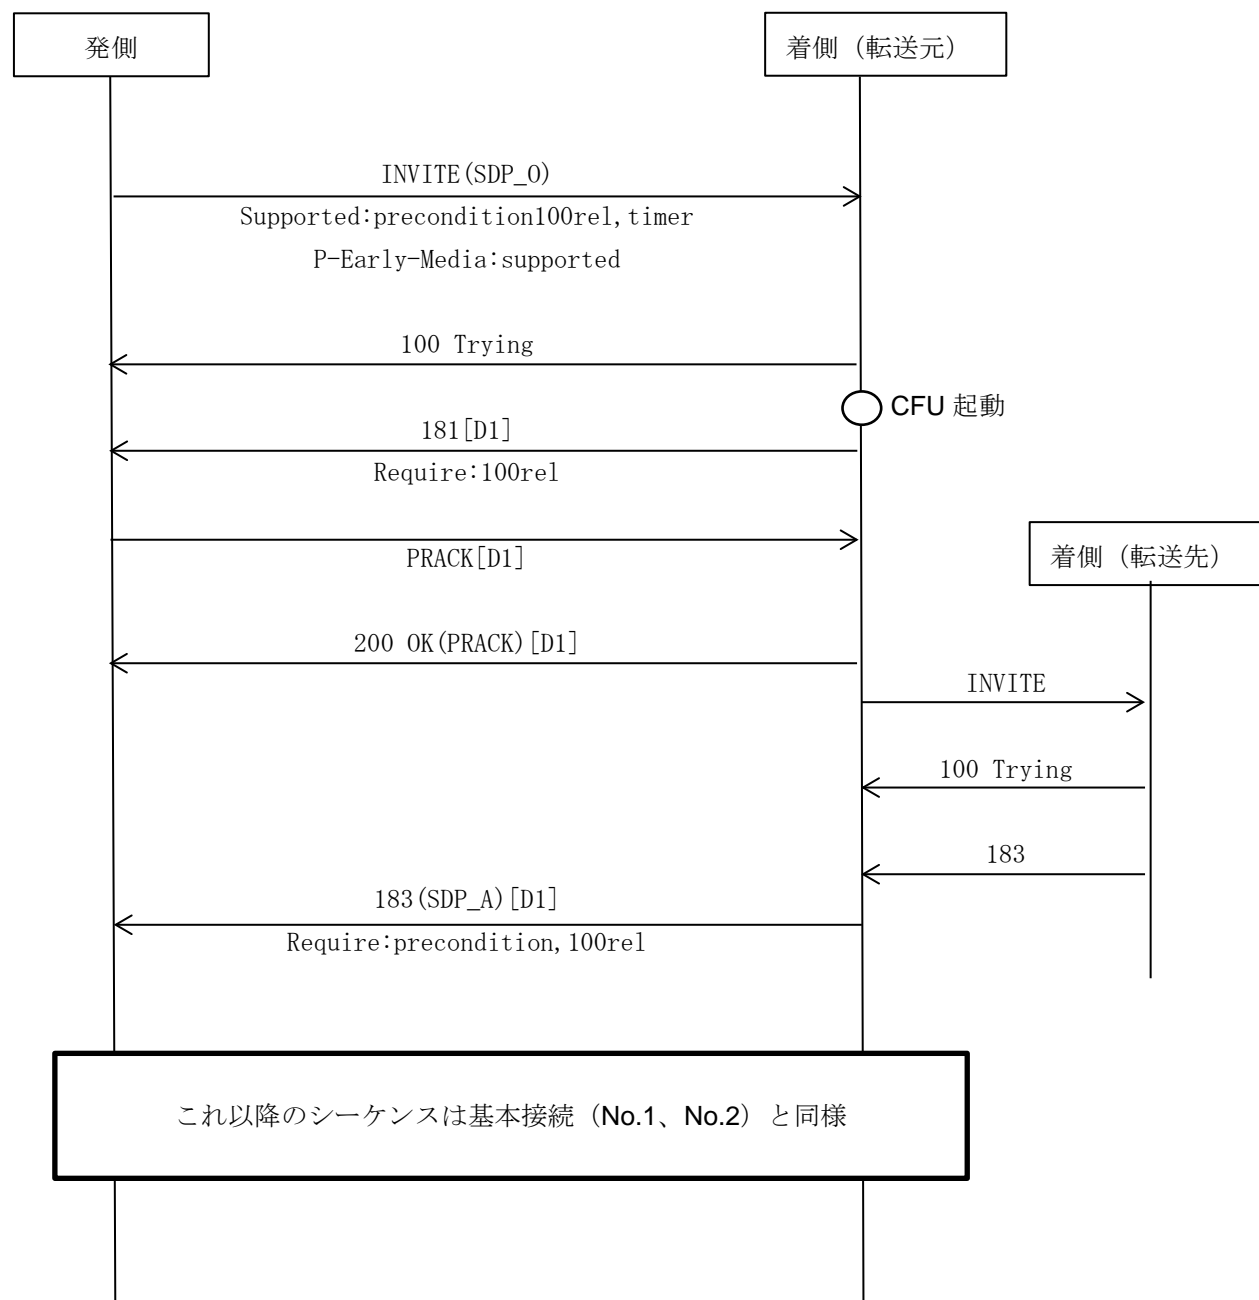 発側
着側（転送元）
INVITE(SDP_O)
Supported:precondition100rel,timer
P-Early-Media:supported
100 Trying
CFU 起動
181[D1]
Require:100rel
PRACK[D1]
着側（転送先）
200 OK(PRACK)[D1]
INVITE
100 Trying
183
183(SDP_A)[D1]
Require:precondition,100rel
これ以降のシーケンスは基本接続（No.1、No.2）と同様